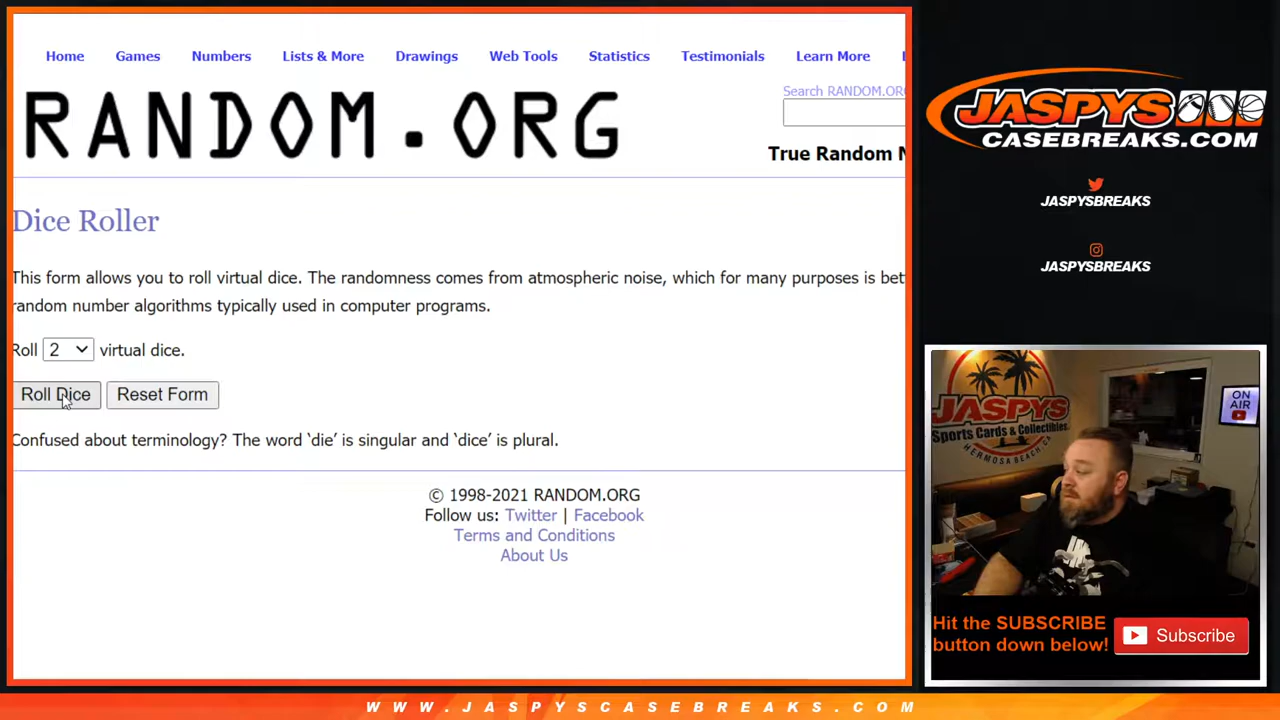 Home Games Numbers Lists & More Drawings Web Tools Statistics Testimonials Learn More
Search RANDOM.ORG
RANDOM.ORG
True Random N
Dice Roller
This form allows you to roll virtual dice. The randomness comes from atmospheric noise, which for many purposes is bet
random number algorithms typically used in computer programs.
Roll 2 virtual dice.
Roll Dice Reset Form
Confused about terminology? The word ‘die’ is singular and ‘dice’ is plural.
© 1998-2021 RANDOM.ORG
Follow us: Twitter | Facebook
Terms and Conditions
About Us
JASPYS
CASEBREAKS.COM
JASPYSBREAKS
JASPYSBREAKS
JASPYS
Sports Cards & Collectibles
HERMOSA BEACH, CA
ON
AIR
Hit the SUBSCRIBE
button down below!
Subscribe
WWW.JASPYSCASEBREAKS.COM